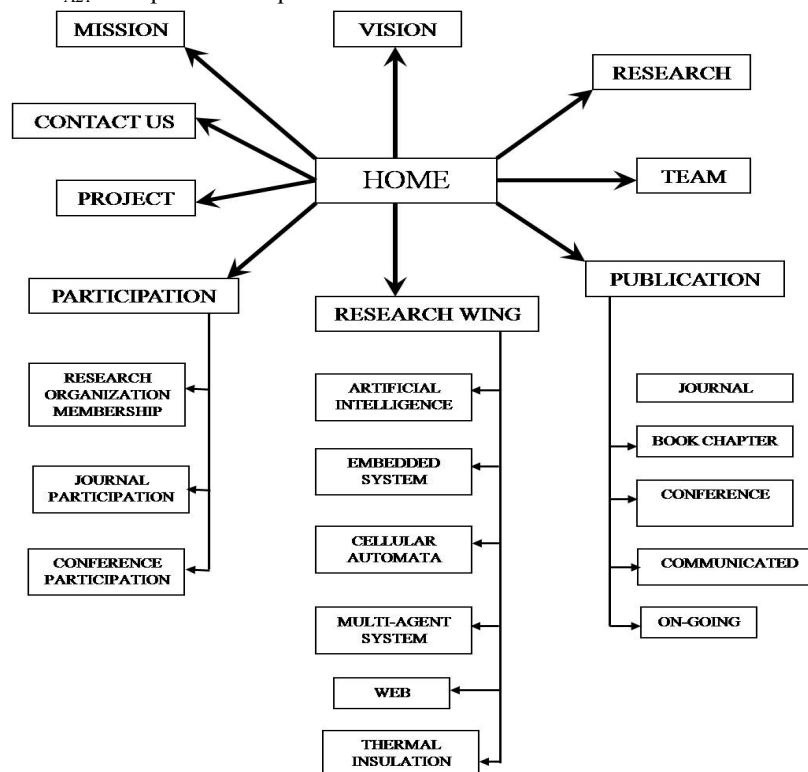 MISSION
VISION
RESEARCH
CONTACT US
HOME
TEAM
PROJECT
PUBLICATION
PARTICIPATION
RESEARCH WING
RESEARCH
ORGANIZATION
MEMBERSHIP
JOURNAL
PARTICIPATION
CONFERENCE
PARTICIPATION
ARTIFICIAL
INTELLIGENCE
EMBEDDED
SYSTEM
CELLULAR
AUTOMATA
MULTI-AGENT
SYSTEM
WEB
THERMAL
INSULATION
JOURNAL
BOOK CHAPTER
CONFERENCE
COMMUNICATED
ON-GOING